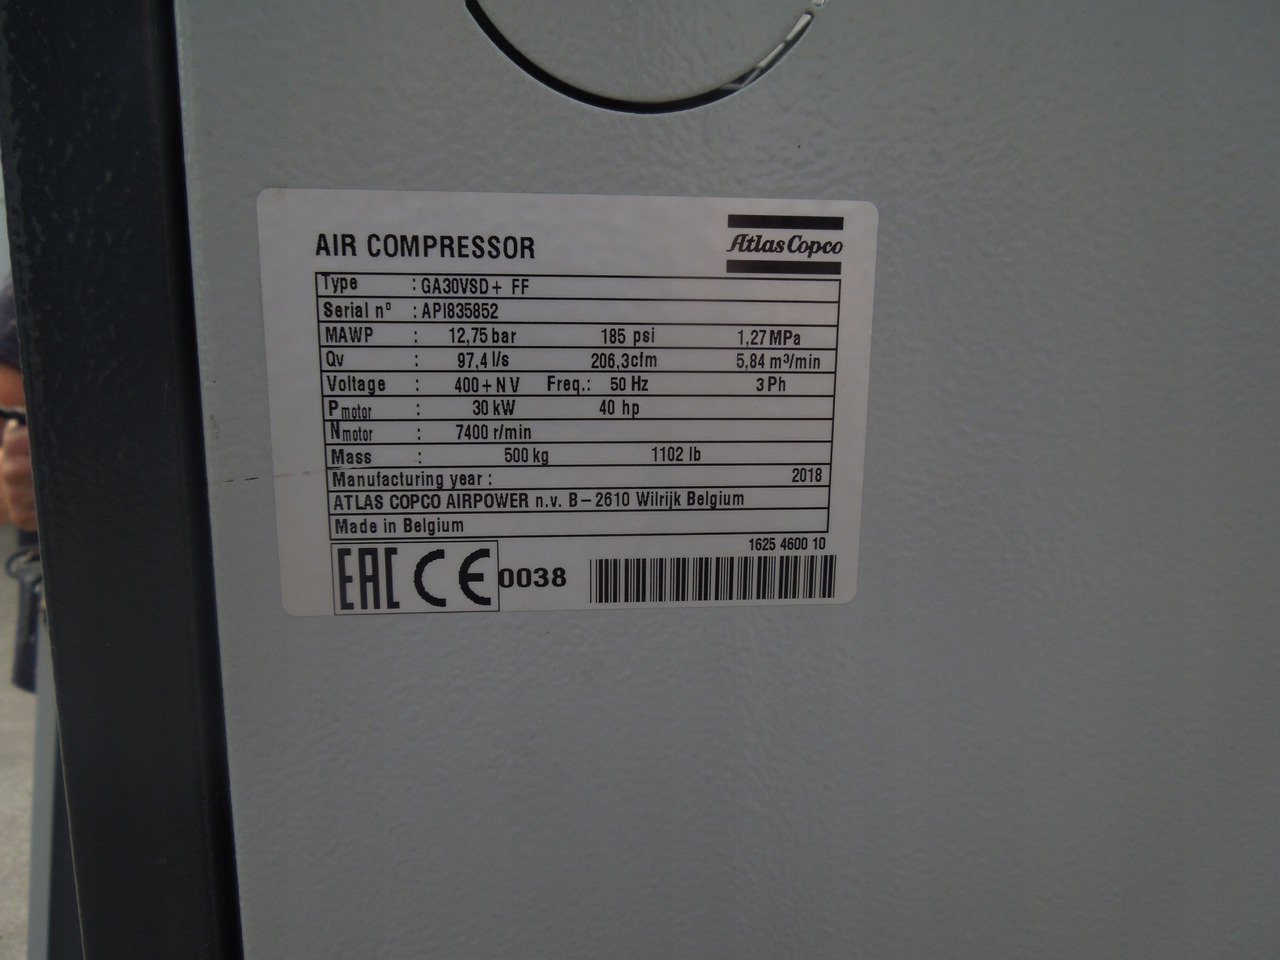 AIR COMPRESSOR
Atlas Copco
Type : GA30VSD+ FF
Serial nº : API835852
MAWP : 12,75 bar 185 psi 1,27 MPa
Qv : 97,4 l/s 206,3cfm 5,84 m³/min
Voltage : 400+N V Freq.: 50 Hz 3 Ph
Pmotor : 30 kW 40 hp
Nmotor : 7400 r/min
Mass : 500 kg 1102 lb
Manufacturing year : 2018
ATLAS COPCO AIRPOWER n.v. B-2610 Wilrijk Belgium
Made in Belgium
1625 4600 10
EAC CE 0038